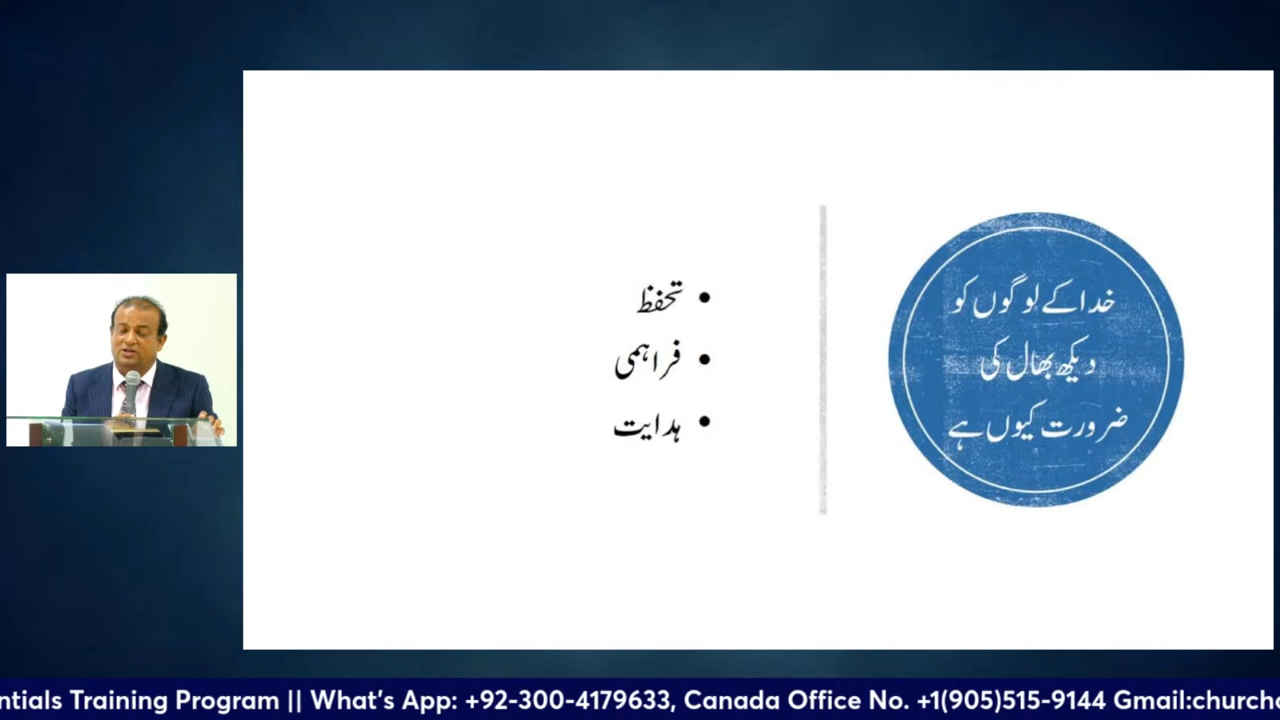 خدا کے لوگوں کو
دیکھ بھال کی
ضرورت کیوں ہے
• تحفظ
• فراہمی
• ہدایت
ntials Training Program || What's App: +92-300-4179633, Canada Office No. +1(905)515-9144 Gmail:church